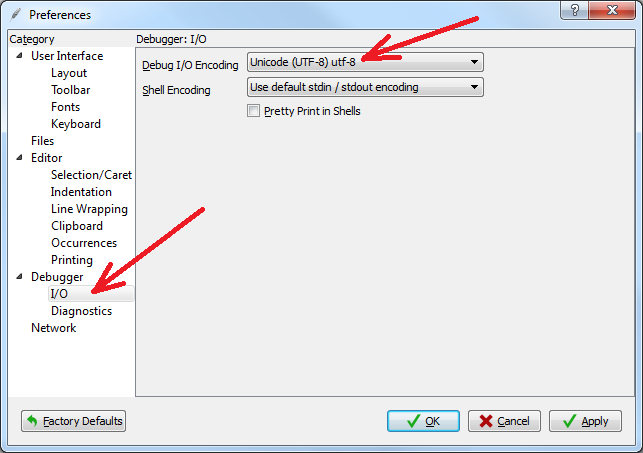 Preferences
Category
User Interface
Layout
Toolbar
Fonts
Keyboard
Files
Editor
Selection/Caret
Indentation
Line Wrapping
Clipboard
Occurrences
Printing
Debugger
I/O
Diagnostics
Network
Debugger: I/O
Debug I/O Encoding Unicode (UTF-8) utf-8
Shell Encoding Use default stdin / stdout encoding
Pretty Print in Shells
Factory Defaults OK Cancel Apply